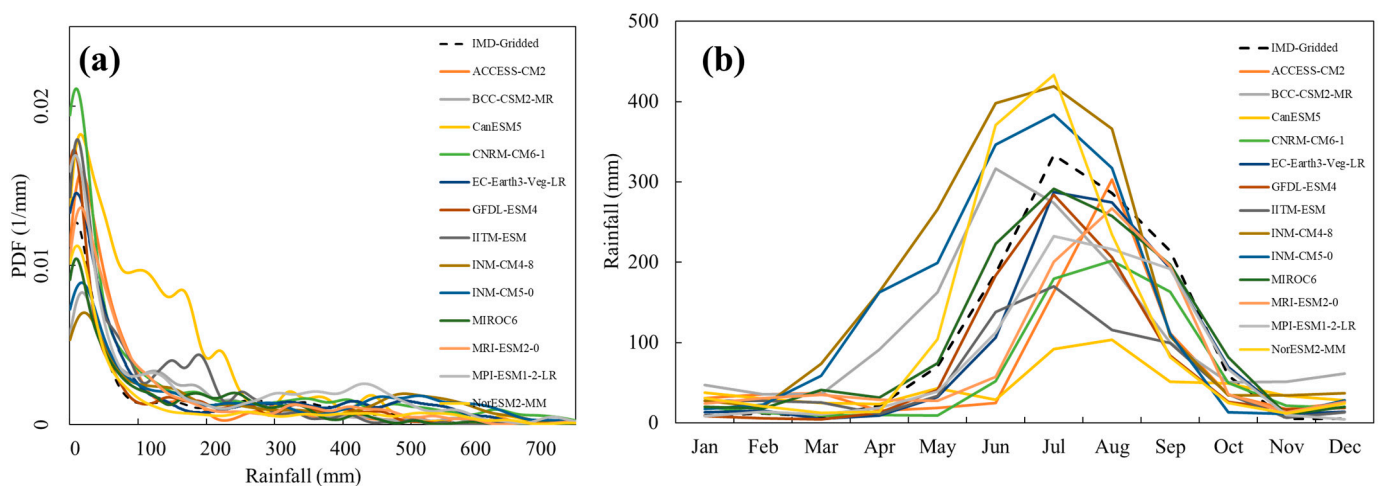 (a)
PDF (1/mm)
0.02
0.01
0
0 100 200 300 400 500 600 700
Rainfall (mm)
IMD-Gridded
ACCESS-CM2
BCC-CSM2-MR
CanESM5
CNRM-CM6-1
EC-Earth3-Veg-LR
GFDL-ESM4
IITM-ESM
INM-CM4-8
INM-CM5-0
MIROC6
MRI-ESM2-0
MPI-ESM1-2-LR
NorESM2-MM
(b)
Rainfall (mm)
500
400
300
200
100
0
Jan Feb Mar Apr May Jun Jul Aug Sep Oct Nov Dec
IMD-Gridded
ACCESS-CM2
BCC-CSM2-MR
CanESM5
CNRM-CM6-1
EC-Earth3-Veg-LR
GFDL-ESM4
IITM-ESM
INM-CM4-8
INM-CM5-0
MIROC6
MRI-ESM2-0
MPI-ESM1-2-LR
NorESM2-MM